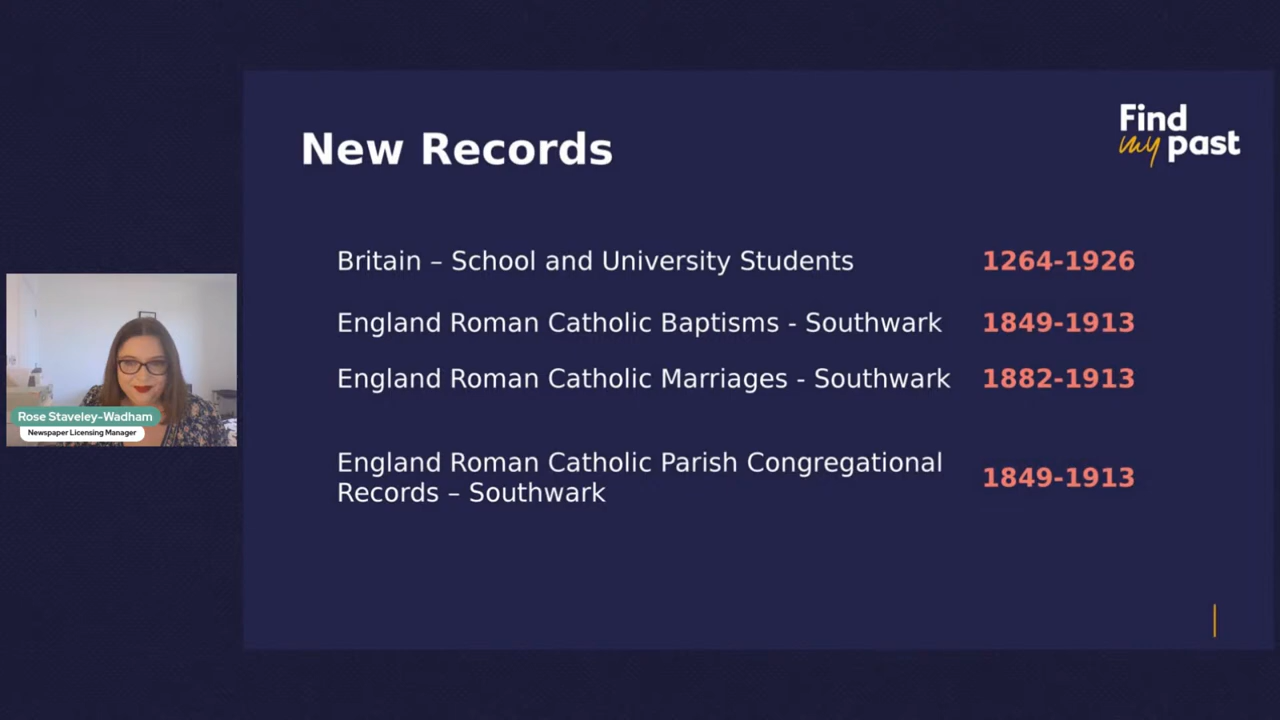 Find
my past
New Records
Britain – School and University Students 1264-1926
England Roman Catholic Baptisms - Southwark 1849-1913
England Roman Catholic Marriages - Southwark 1882-1913
England Roman Catholic Parish Congregational
Records – Southwark 1849-1913
Rose Staveley-Wadham
Newspaper Licensing Manager